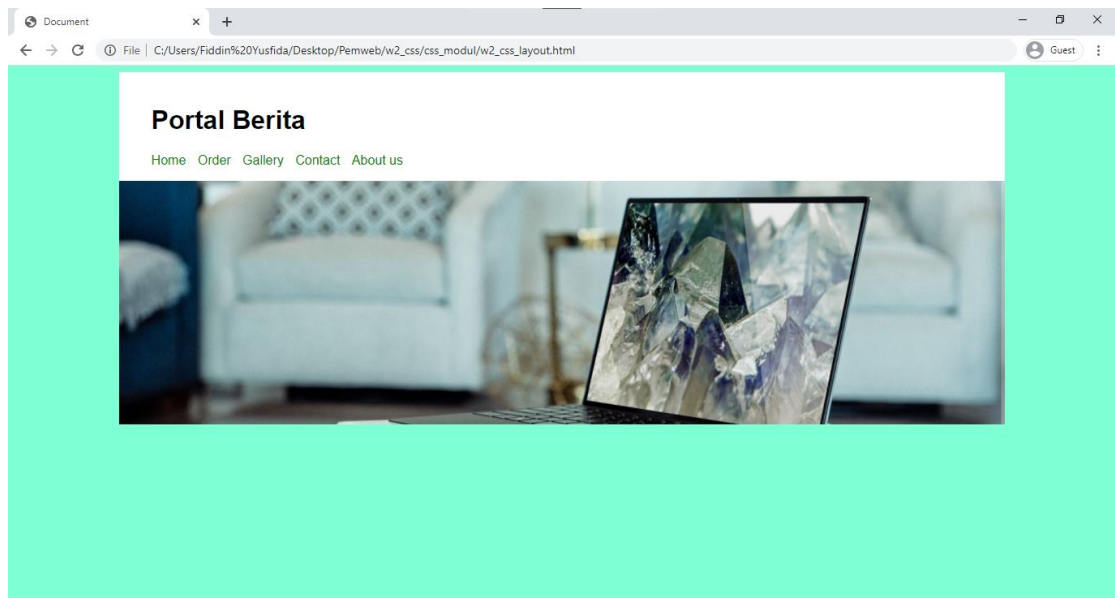 Document
File C:/Users/Fiddin%20Yusfida/Desktop/Pemweb/w2_css/css_modul/w2_css_layout.html Guest
Portal Berita
Home Order Gallery Contact About us